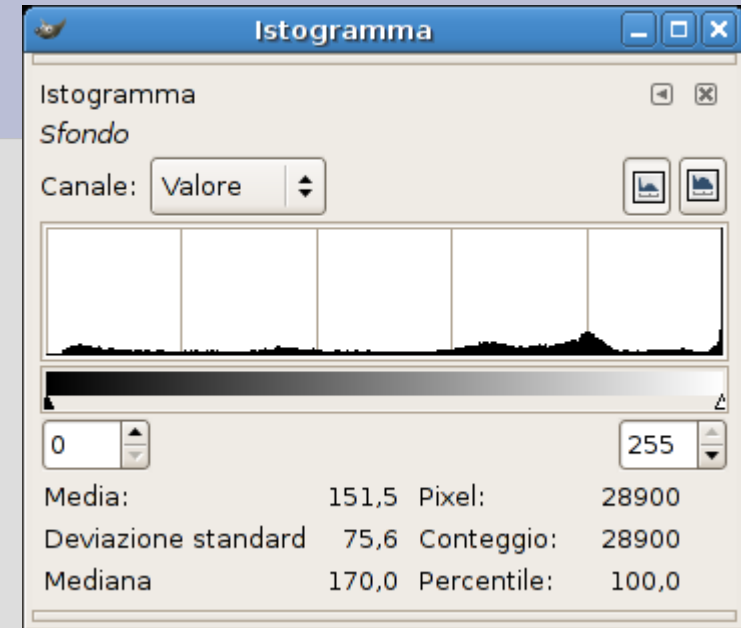 Istogramma
Istogramma
Sfondo
Canale: Valore
0 255
Media: 151,5 Pixel: 28900
Deviazione standard 75,6 Conteggio: 28900
Mediana 170,0 Percentile: 100,0